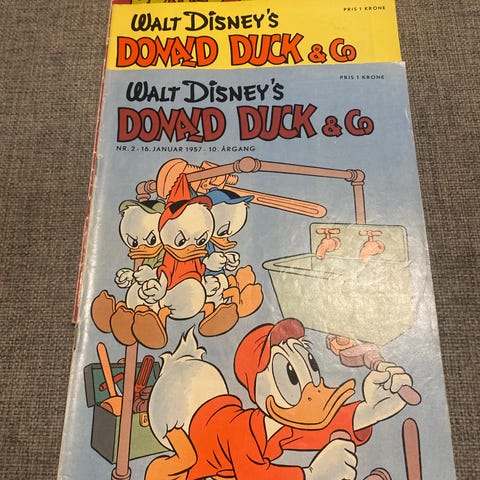 WALT DISNEY'S
PRIS 1 KRONE
DONALD DUCK & Co
WALT DISNEY'S
PRIS 1 KRONE
DONALD DUCK & Co
NR. 2 - 16. JANUAR 1957 - 10. ÅRGANG